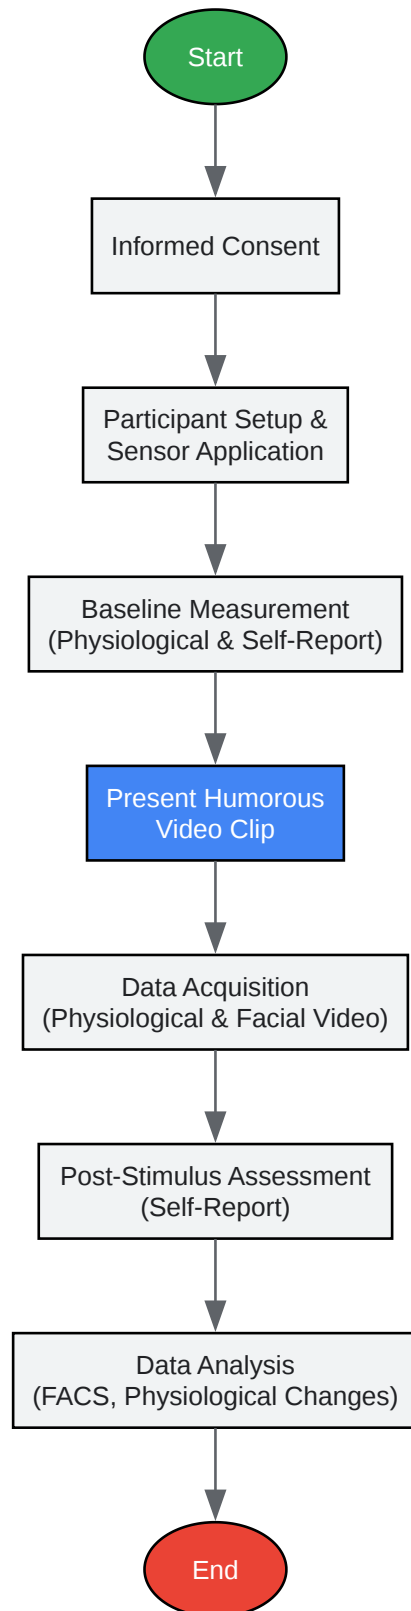 Start
Informed Consent
Participant Setup &
Sensor Application
Baseline Measurement
(Physiological & Self-Report)
Present Humorous
Video Clip
Data Acquisition
(Physiological & Facial Video)
Post-Stimulus Assessment
(Self-Report)
Data Analysis
(FACS, Physiological Changes)
End